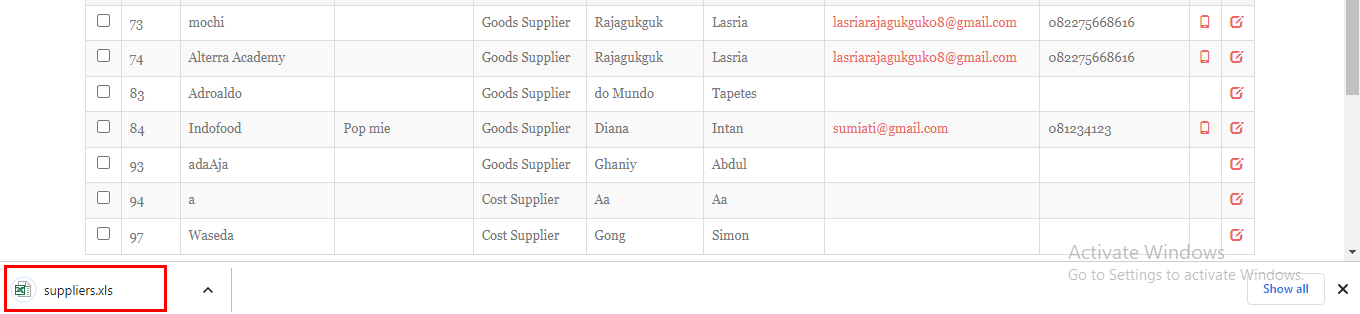 73 mochi Goods Supplier Rajagukguk Lasria lasriarajagukguk08@gmail.com 082275668616
74 Alterra Academy Goods Supplier Rajagukguk Lasria lasriarajagukguk08@gmail.com 082275668616
83 Adroaldo Goods Supplier do Mundo Tapetes
84 Indofood Pop mie Goods Supplier Diana Intan sumiati@gmail.com 081234123
93 adaAja Goods Supplier Ghaniy Abdul
94 a Cost Supplier Aa Aa
97 Waseda Cost Supplier Gong Simon
Activate Windows
Go to Settings to activate Windows.
suppliers.xls
Show all